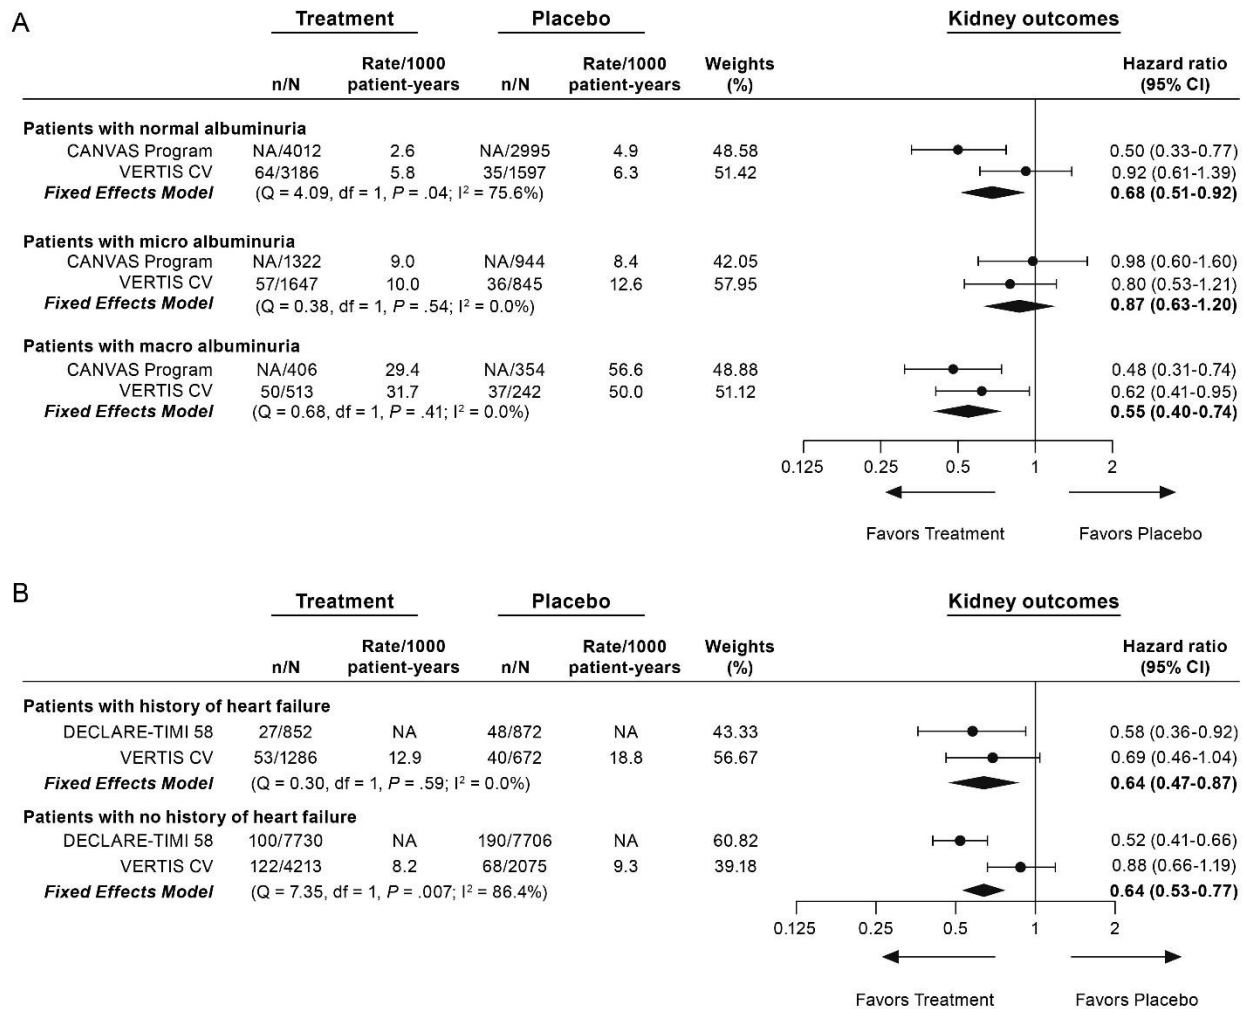 A
Treatment Placebo Kidney outcomes
Rate/1000 Rate/1000 Weights Hazard ratio
n/N patient-years n/N patient-years (%) (95% CI)
Patients with normal albuminuria
CANVAS Program NA/4012 2.6 NA/2995 4.9 48.58 0.50 (0.33-0.77)
VERTIS CV 64/3186 5.8 35/1597 6.3 51.42 0.92 (0.61-1.39)
Fixed Effects Model (Q = 4.09, df = 1, P = .04; I² = 75.6%) 0.68 (0.51-0.92)
Patients with micro albuminuria
CANVAS Program NA/1322 9.0 NA/944 8.4 42.05 0.98 (0.60-1.60)
VERTIS CV 57/1647 10.0 36/845 12.6 57.95 0.80 (0.53-1.21)
Fixed Effects Model (Q = 0.38, df = 1, P = .54; I² = 0.0%) 0.87 (0.63-1.20)
Patients with macro albuminuria
CANVAS Program NA/406 29.4 NA/354 56.6 48.88 0.48 (0.31-0.74)
VERTIS CV 50/513 31.7 37/242 50.0 51.12 0.62 (0.41-0.95)
Fixed Effects Model (Q = 0.68, df = 1, P = .41; I² = 0.0%) 0.55 (0.40-0.74)
0.125 0.25 0.5 1 2
Favors Treatment Favors Placebo
B
Treatment Placebo Kidney outcomes
Rate/1000 Rate/1000 Weights Hazard ratio
n/N patient-years n/N patient-years (%) (95% CI)
Patients with history of heart failure
DECLARE-TIMI 58 27/852 NA 48/872 NA 43.33 0.58 (0.36-0.92)
VERTIS CV 53/1286 12.9 40/672 18.8 56.67 0.69 (0.46-1.04)
Fixed Effects Model (Q = 0.30, df = 1, P = .59; I² = 0.0%) 0.64 (0.47-0.87)
Patients with no history of heart failure
DECLARE-TIMI 58 100/7730 NA 190/7706 NA 60.82 0.52 (0.41-0.66)
VERTIS CV 122/4213 8.2 68/2075 9.3 39.18 0.88 (0.66-1.19)
Fixed Effects Model (Q = 7.35, df = 1, P = .007; I² = 86.4%) 0.64 (0.53-0.77)
0.125 0.25 0.5 1 2
Favors Treatment Favors Placebo